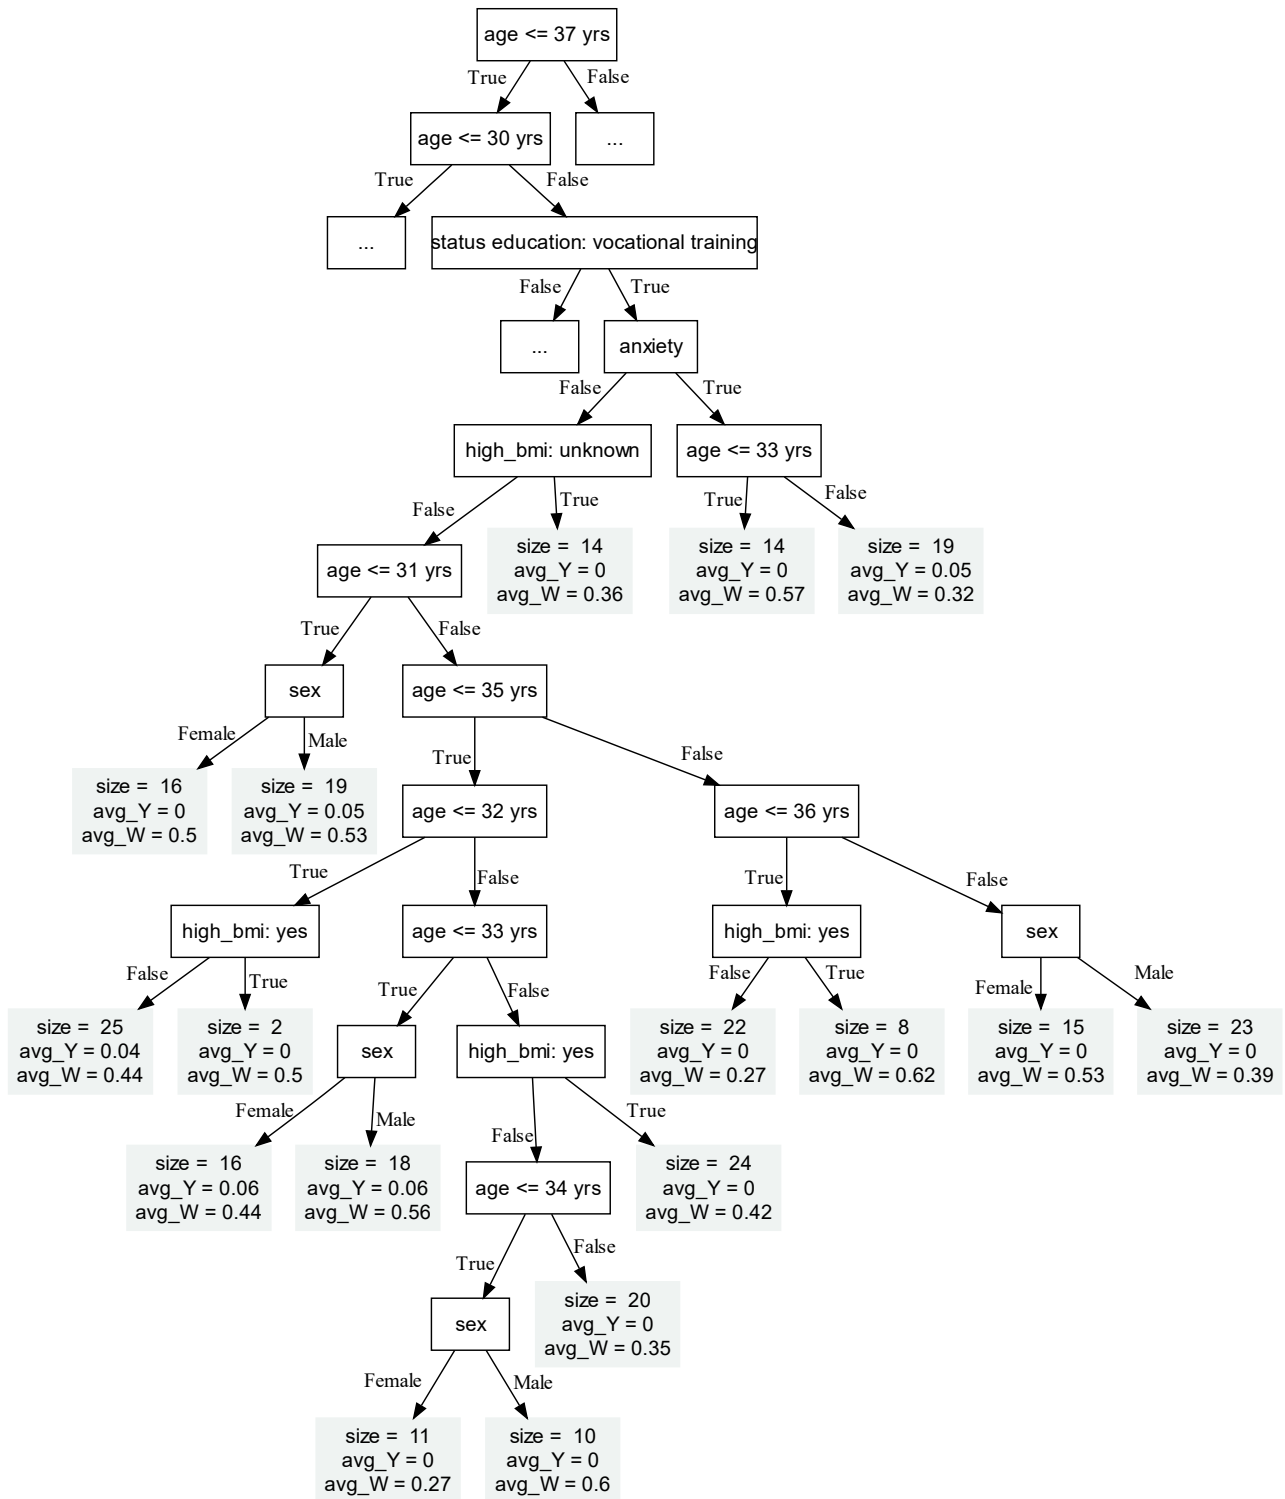 age <= 37 yrs
True
False
age <= 30 yrs
...
True
False
...
status education: vocational training
False
True
...
anxiety
False
True
high_bmi: unknown
age <= 33 yrs
False
True
True
False
age <= 31 yrs
size = 14
avg_Y = 0
avg_W = 0.36
size = 14
avg_Y = 0
avg_W = 0.57
size = 19
avg_Y = 0.05
avg_W = 0.32
True
False
sex
age <= 35 yrs
Female
Male
True
False
size = 16
avg_Y = 0
avg_W = 0.5
size = 19
avg_Y = 0.05
avg_W = 0.53
age <= 32 yrs
age <= 36 yrs
True
False
True
False
high_bmi: yes
age <= 33 yrs
high_bmi: yes
sex
False
True
True
False
False
True
Female
Male
size = 25
avg_Y = 0.04
avg_W = 0.44
size = 2
avg_Y = 0
avg_W = 0.5
sex
high_bmi: yes
size = 22
avg_Y = 0
avg_W = 0.27
size = 8
avg_Y = 0
avg_W = 0.62
size = 15
avg_Y = 0
avg_W = 0.53
size = 23
avg_Y = 0
avg_W = 0.39
Female
Male
False
True
size = 16
avg_Y = 0.06
avg_W = 0.44
size = 18
avg_Y = 0.06
avg_W = 0.56
age <= 34 yrs
size = 24
avg_Y = 0
avg_W = 0.42
True
False
sex
size = 20
avg_Y = 0
avg_W = 0.35
Female
Male
size = 11
avg_Y = 0
avg_W = 0.27
size = 10
avg_Y = 0
avg_W = 0.6